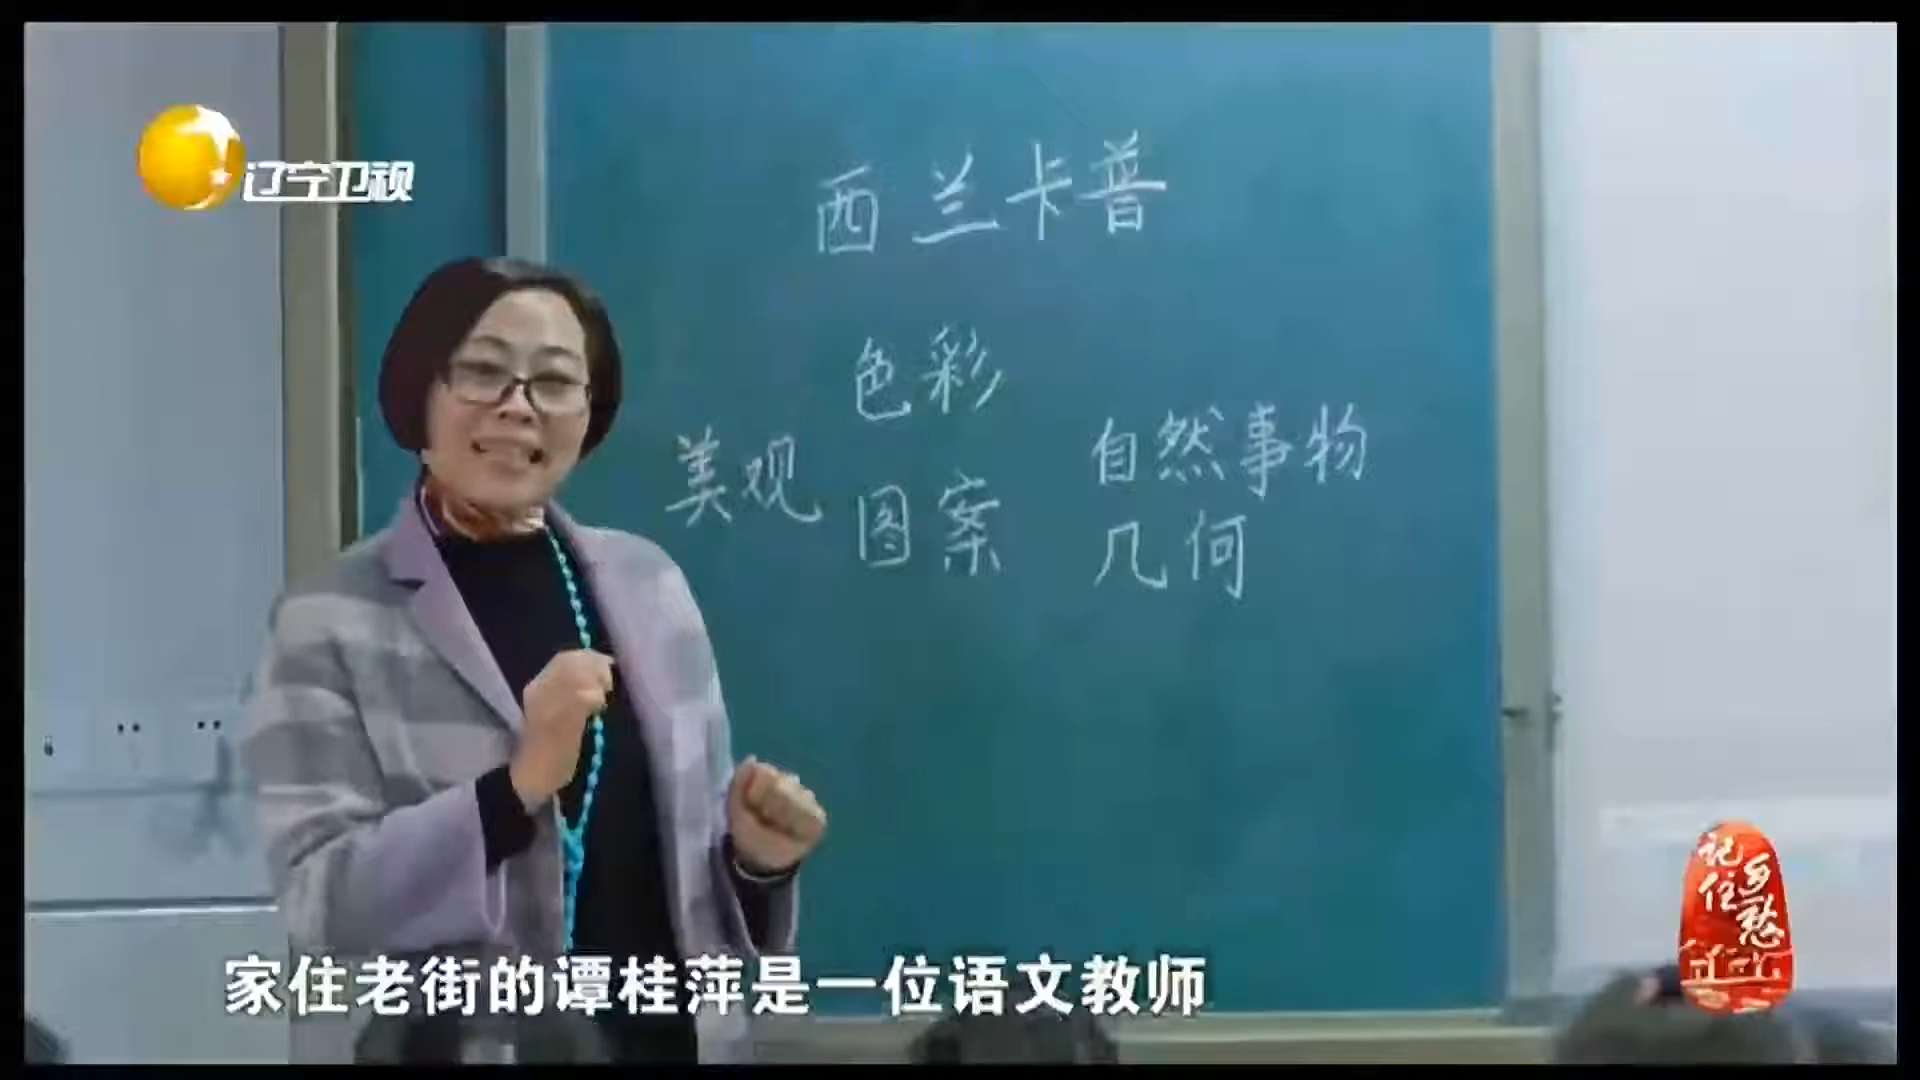 辽宁卫视
西兰卡普
色彩
美观
自然事物
图案
几何
记住
乡愁
家住老街的谭桂萍是一位语文教师